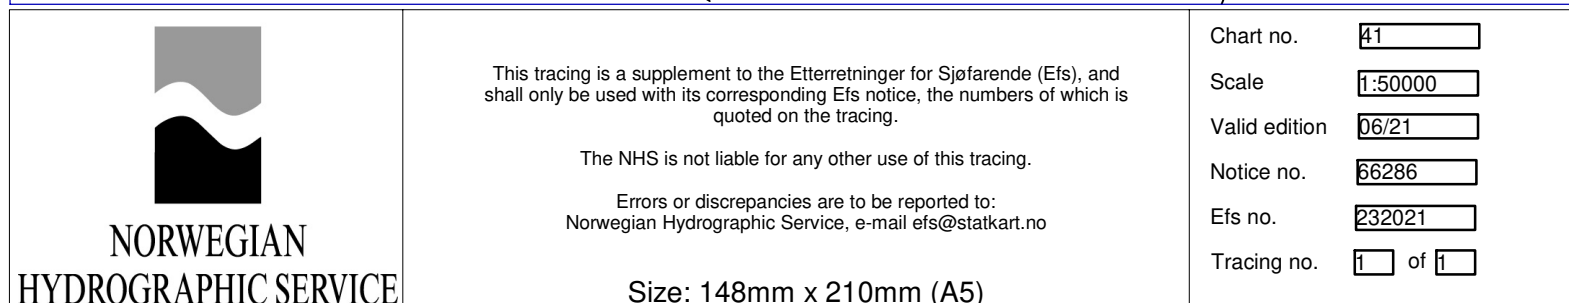 This tracing is a supplement to the Etterretninger for Sjøfarende (Efs), and
shall only be used with its corresponding Efs notice, the numbers of which is
quoted on the tracing.
The NHS is not liable for any other use of this tracing.
Errors or discrepancies are to be reported to:
Norwegian Hydrographic Service, e-mail efs@statkart.no
Size: 148mm x 210mm (A5)
NORWEGIAN
HYDROGRAPHIC SERVICE
Chart no. 41
Scale 1:50000
Valid edition 06/21
Notice no. 66286
Efs no. 232021
Tracing no. 1 of 1